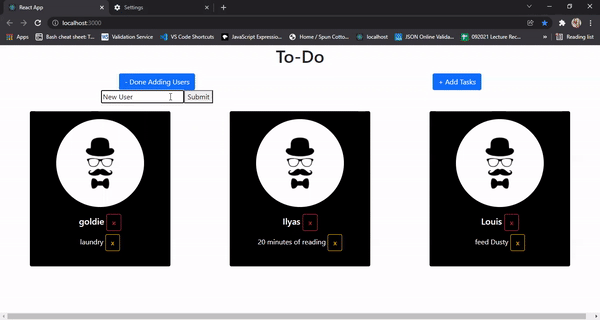 React App
Settings
localhost:3000
Apps
Bash cheat sheet: T...
Validation Service
VS Code Shortcuts
JavaScript Expressio...
Home / Spun Cotto...
localhost
JSON Online Valida...
092021 Lecture Rec...
»
Reading list
To-Do
- Done Adding Users
+ Add Tasks
New User
Submit
goldie x
laundry x
Ilyas x
20 minutes of reading x
Louis x
feed Dusty x